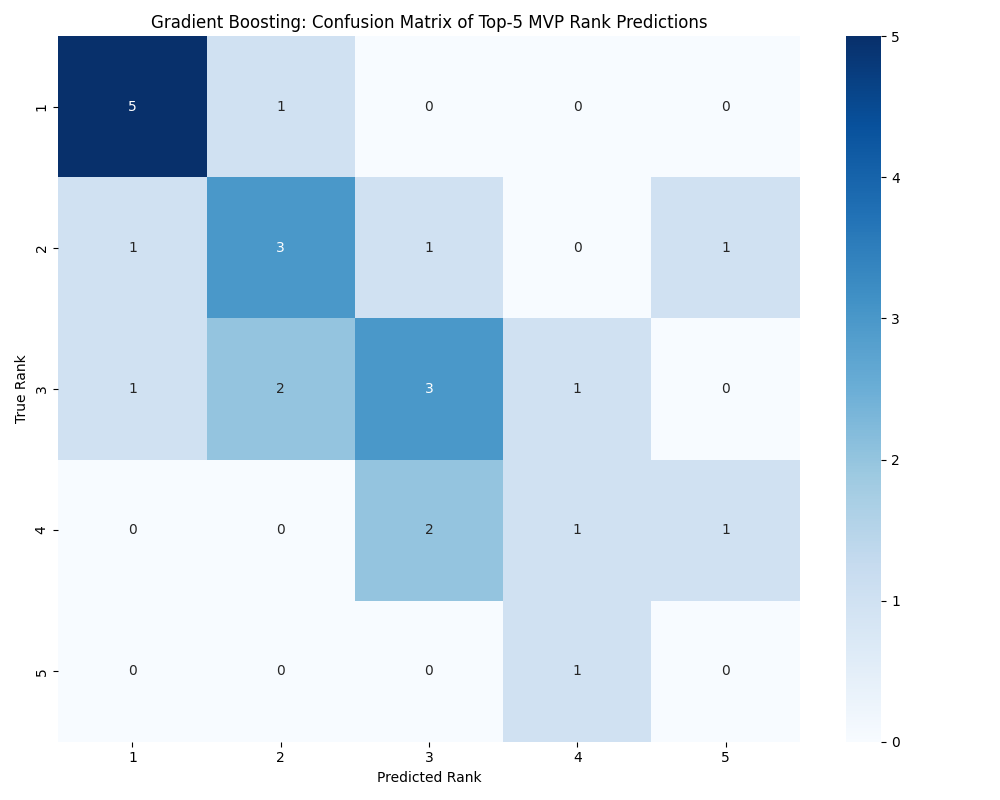 Gradient Boosting: Confusion Matrix of Top-5 MVP Rank Predictions
True Rank
1 5 1 0 0 0
2 1 3 1 0 1
3 1 2 3 1 0
4 0 0 2 1 1
5 0 0 0 1 0
1 2 3 4 5
Predicted Rank
5
4
3
2
1
0